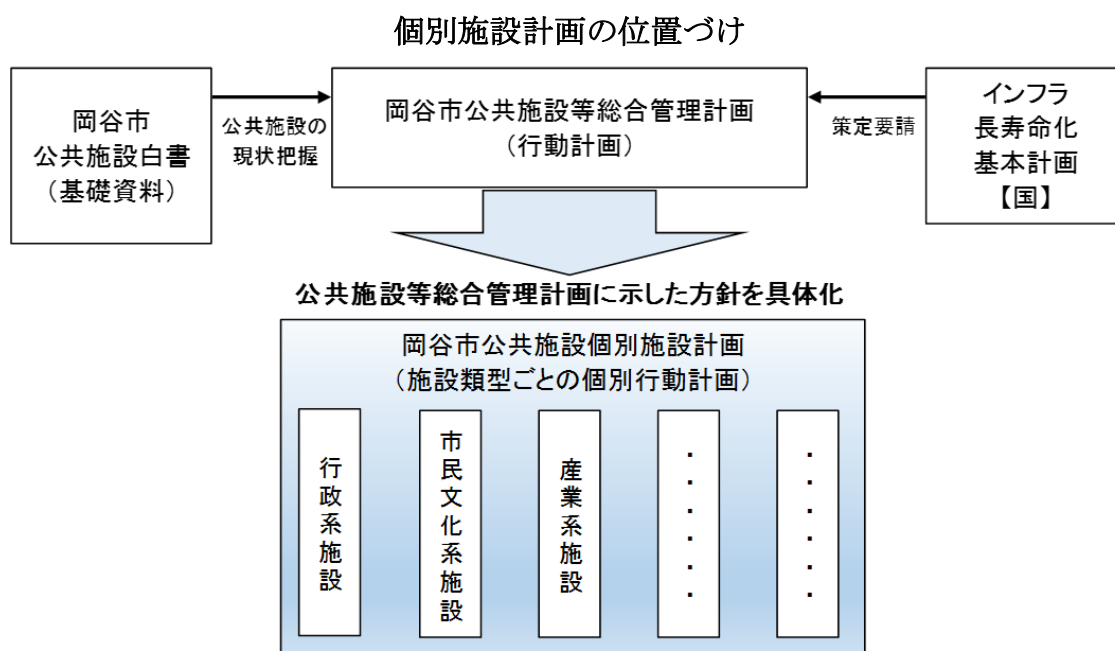 個別施設計画の位置づけ
岡谷市
公共施設白書
（基礎資料）
公共施設の
現状把握
岡谷市公共施設等総合管理計画
（行動計画）
策定要請
インフラ
長寿命化
基本計画
【国】
公共施設等総合管理計画に示した方針を具体化
岡谷市公共施設個別施設計画
（施設類型ごとの個別行動計画）
行政系施設
市民文化系施設
産業系施設
・・・・・・
・・・・・・